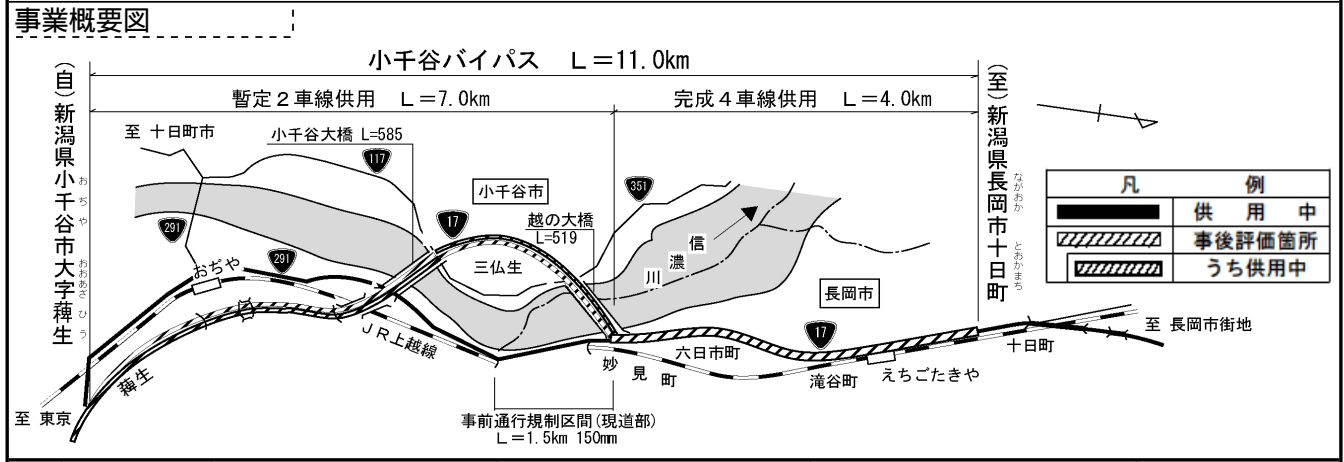 事業概要図
小千谷バイパス L=11.0km
暫定2車線供用 L=7.0km
完成4車線供用 L=4.0km
(自)新潟県小千谷市大字薭生
おぢや
おおあざ
ひう
(至)新潟県長岡市十日町
ながおか
とおかまち
至 十日町市
小千谷大橋 L=585
117
小千谷市
351
17
越の大橋
L=519
291
おぢや
291
三仏生
信濃川
長岡市
17
JR上越線
薭生
至 東京
妙見町
六日市町
滝谷町
えちごたきや
十日町
至 長岡市街地
事前通行規制区間(現道部)
L=1.5km 150mm
凡例
供用中
事後評価箇所
うち供用中